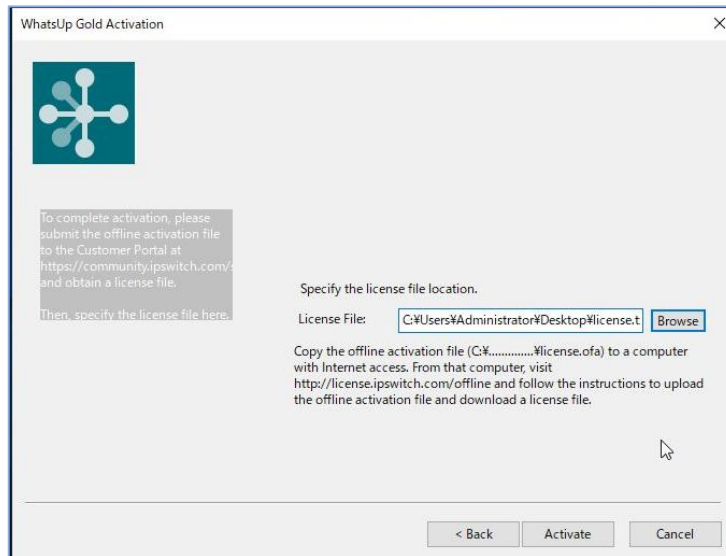 WhatsUp Gold Activation
To complete activation, please
submit the offline activation file
to the Customer Portal at
https://community.ipswitch.com/s
and obtain a license file.
Then, specify the license file here.
Specify the license file location.
License File: C:¥Users¥Administrator¥Desktop¥license.t Browse
Copy the offline activation file (C:¥..............¥license.ofa) to a computer
with Internet access. From that computer, visit
http://license.ipswitch.com/offline and follow the instructions to upload
the offline activation file and download a license file.
< Back Activate Cancel